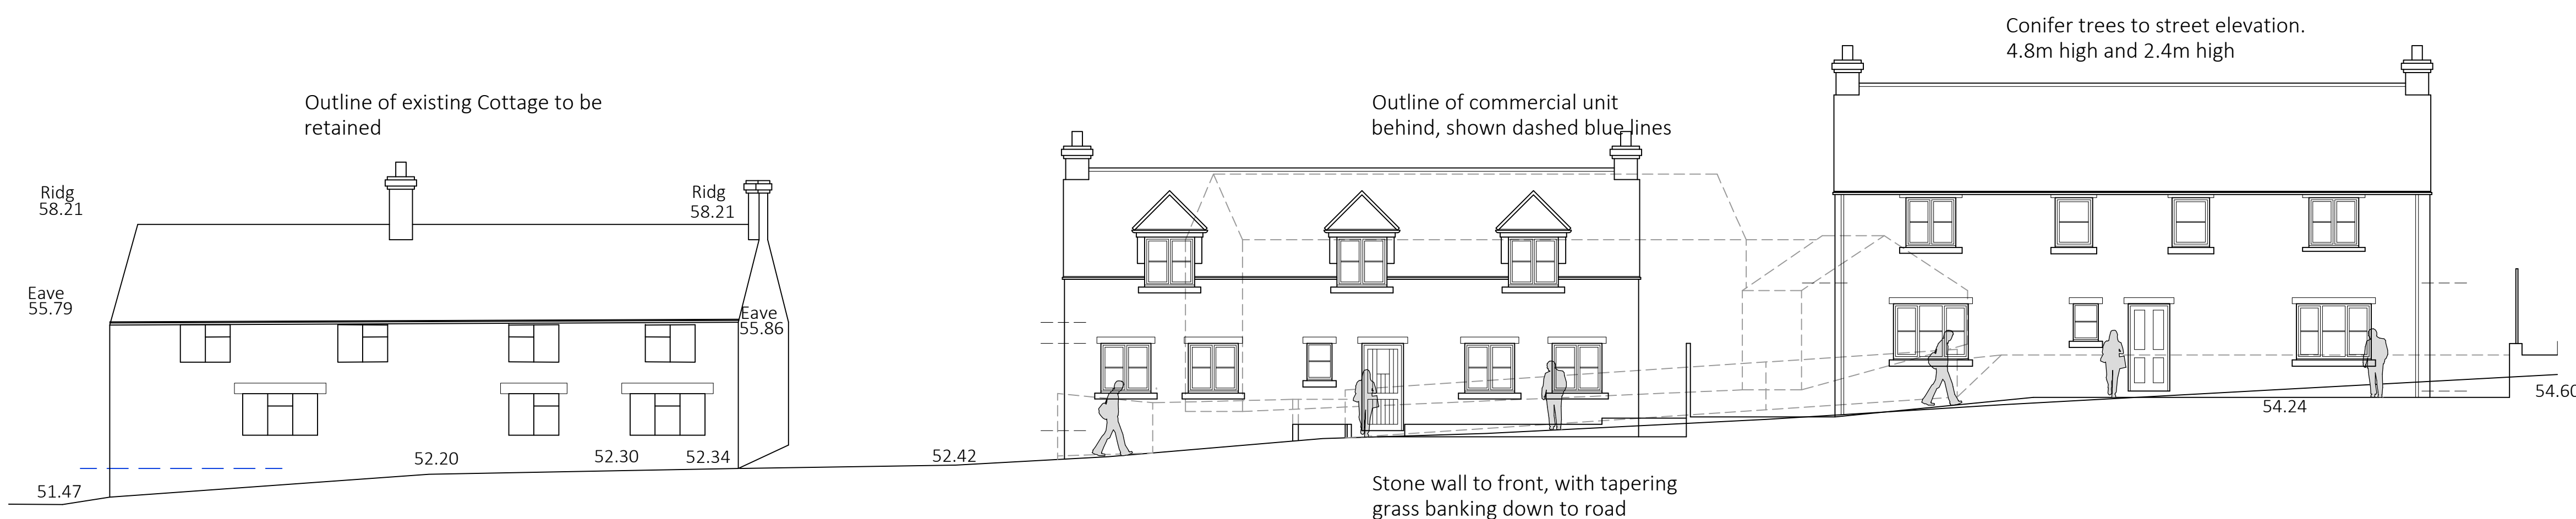 Conifer trees to street elevation.
4.8m high and 2.4m high
Outline of existing Cottage to be
retained
Outline of commercial unit
behind, shown dashed blue lines
Ridg
58.21
Ridg
58.21
Eave
55.79
Eave
55.86
51.47
52.20
52.30
52.34
52.42
54.24
54.60
Stone wall to front, with tapering
grass banking down to road